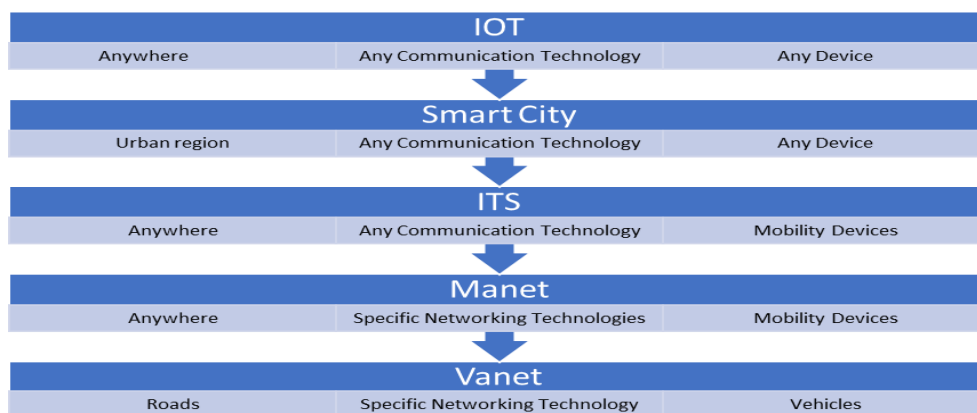 IOT
Anywhere Any Communication Technology Any Device
Smart City
Urban region Any Communication Technology Any Device
ITS
Anywhere Any Communication Technology Mobility Devices
Manet
Anywhere Specific Networking Technologies Mobility Devices
Vanet
Roads Specific Networking Technology Vehicles